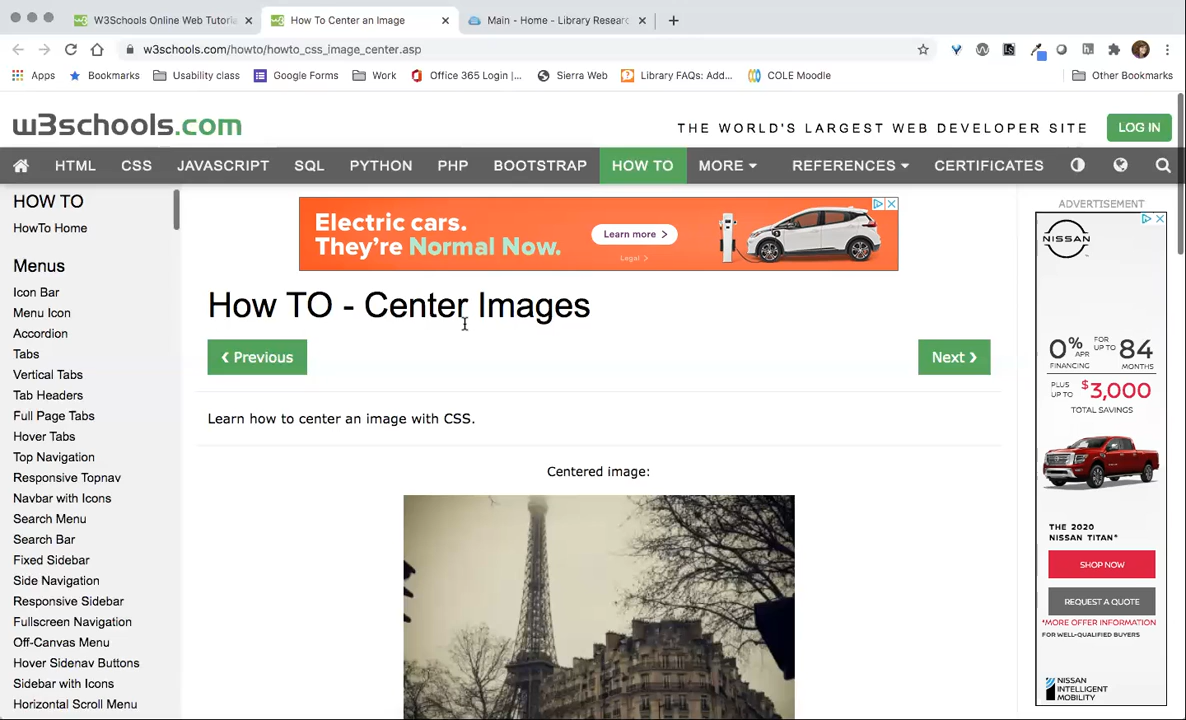 W3Schools Online Web Tutoria
How To Center an Image
Main - Home - Library Researc
w3schools.com/howto/howto_css_image_center.asp
Apps
Bookmarks
Usability class
Google Forms
Work
Office 365 Login |...
Sierra Web
Library FAQs: Add...
COLE Moodle
Other Bookmarks
w3schools.com
THE WORLD'S LARGEST WEB DEVELOPER SITE
LOG IN
HTML
CSS
JAVASCRIPT
SQL
PYTHON
PHP
BOOTSTRAP
HOW TO
MORE
REFERENCES
CERTIFICATES
HOW TO
HowTo Home
Menus
Icon Bar
Menu Icon
Accordion
Tabs
Vertical Tabs
Tab Headers
Full Page Tabs
Hover Tabs
Top Navigation
Responsive Topnav
Navbar with Icons
Search Menu
Search Bar
Fixed Sidebar
Side Navigation
Responsive Sidebar
Fullscreen Navigation
Off-Canvas Menu
Hover Sidenav Buttons
Sidebar with Icons
Horizontal Scroll Menu
Electric cars.
They're Normal Now.
Learn more >
Legal >
How TO - Center Images
❮ Previous
Next ❯
Learn how to center an image with CSS.
Centered image:
ADVERTISEMENT
NISSAN
0% APR FINANCING
FOR UP TO 84 MONTHS
PLUS UP TO $3,000
TOTAL SAVINGS
THE 2020
NISSAN TITAN*
SHOP NOW
REQUEST A QUOTE
*MORE OFFER INFORMATION
FOR WELL-QUALIFIED BUYERS
NISSAN
INTELLIGENT
MOBILITY